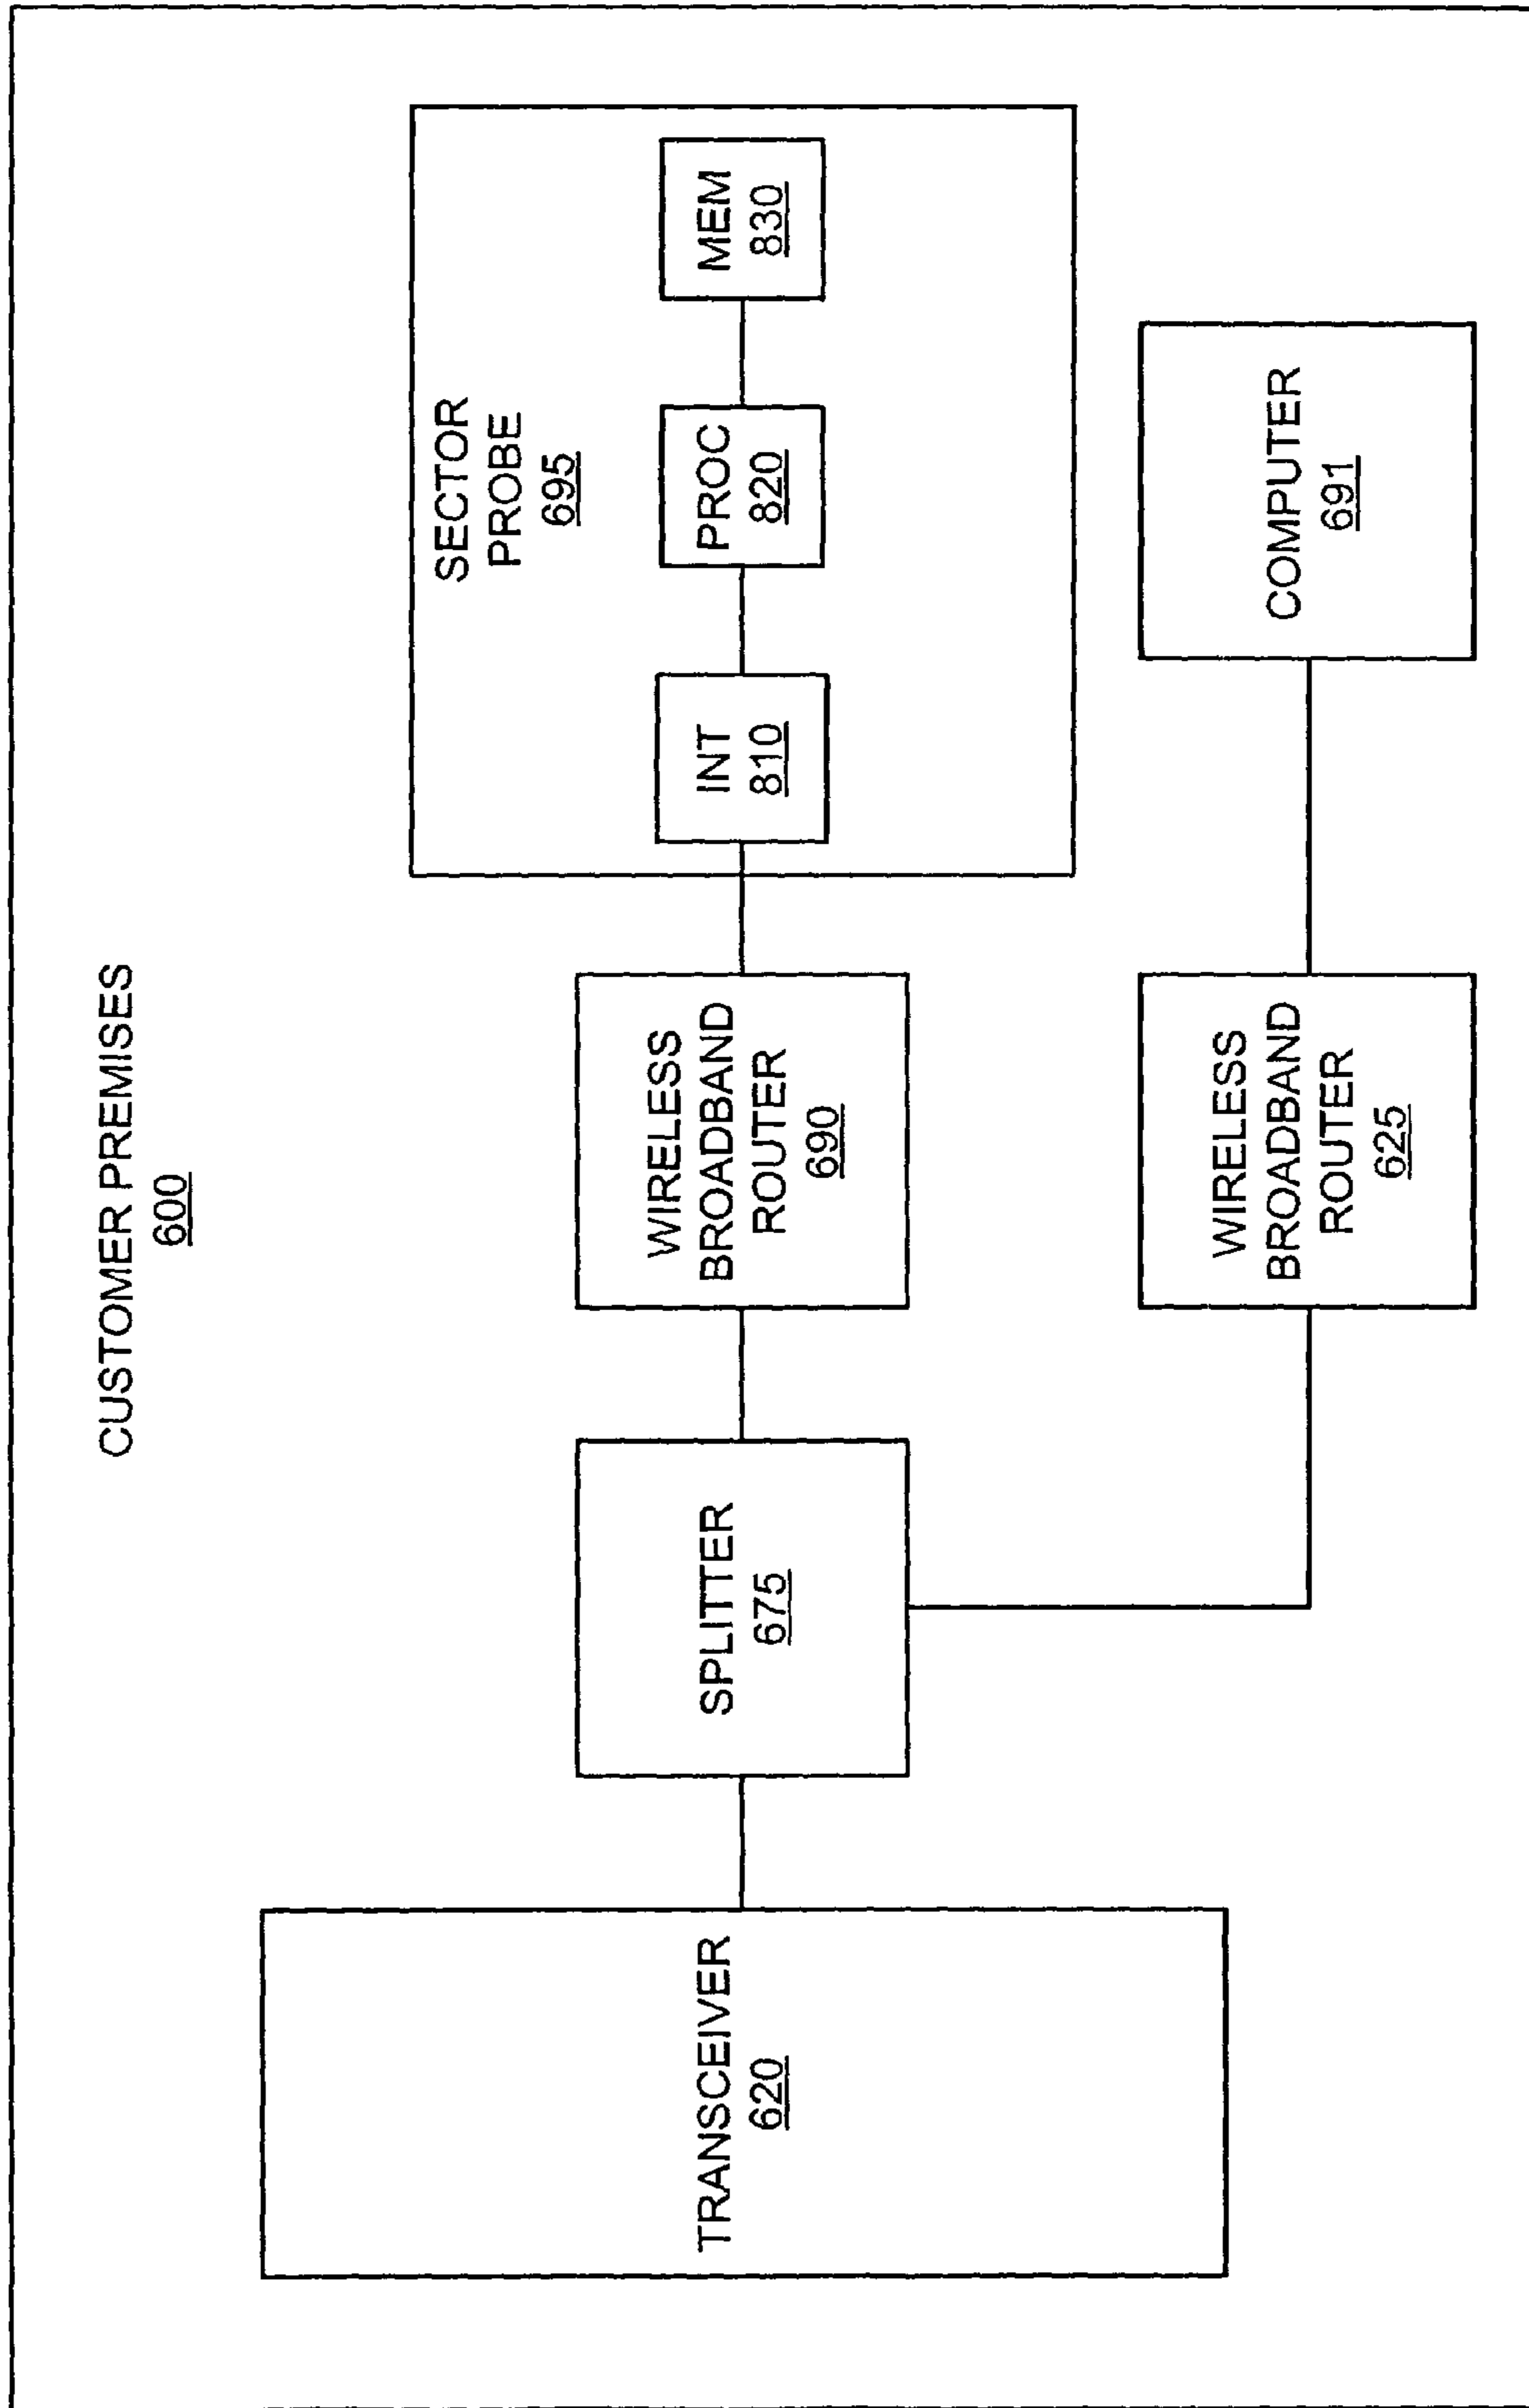 CUSTOMER PREMISES
600
TRANSCEIVER
620
SPLITTER
675
WIRELESS
BROADBAND
ROUTER
690
SECTOR
PROBE
695
INT
810
PROC
820
MEM
830
WIRELESS
BROADBAND
ROUTER
625
COMPUTER
691